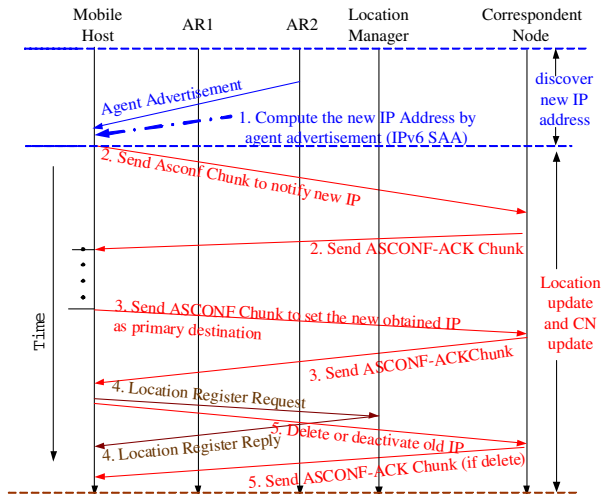 Mobile
Host
AR1
AR2
Location
Manager
Correspondent
Node
Agent Advertisement
discover
new IP
address
1. Compute the new IP Address by
agent advertisement (IPv6 SAA)
2. Send Asconf Chunk to notify new IP
2. Send ASCONF-ACK Chunk
Location
update
and CN
update
3. Send ASCONF Chunk to set the new obtained IP
as primary destination
Time
3. Send ASCONF-ACKChunk
4. Location Register Request
5. Delete or deactivate old IP
4. Location Register Reply
5. Send ASCONF-ACK Chunk (if delete)